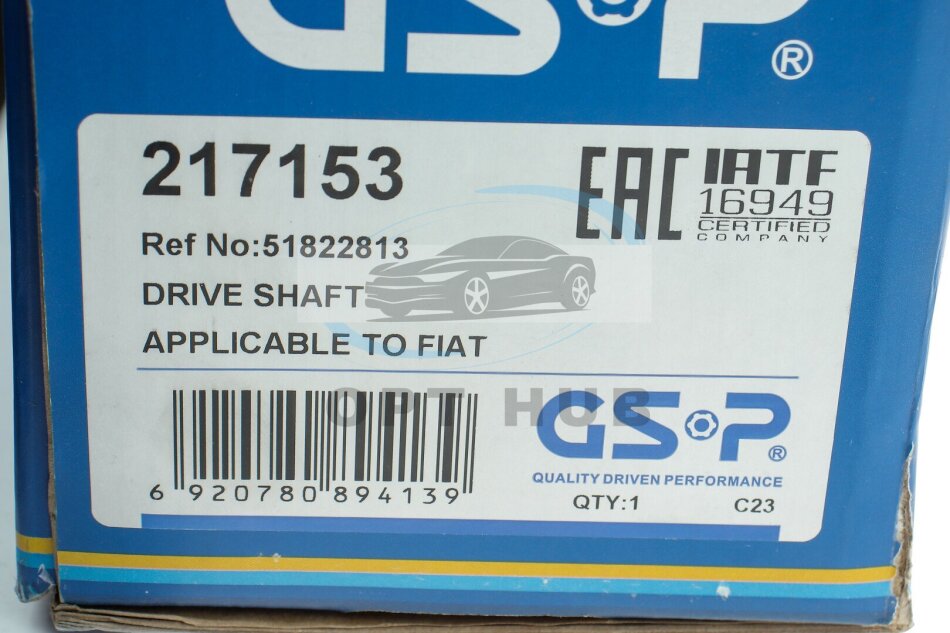 GSP®
217153
EAC
IATF
16949
CERTIFIED
COMPANY
Ref No:51822813
DRIVE SHAFT
APPLICABLE TO FIAT
OPT HUB
6 920780 894139
GSP®
QUALITY DRIVEN PERFORMANCE
QTY:1
C23